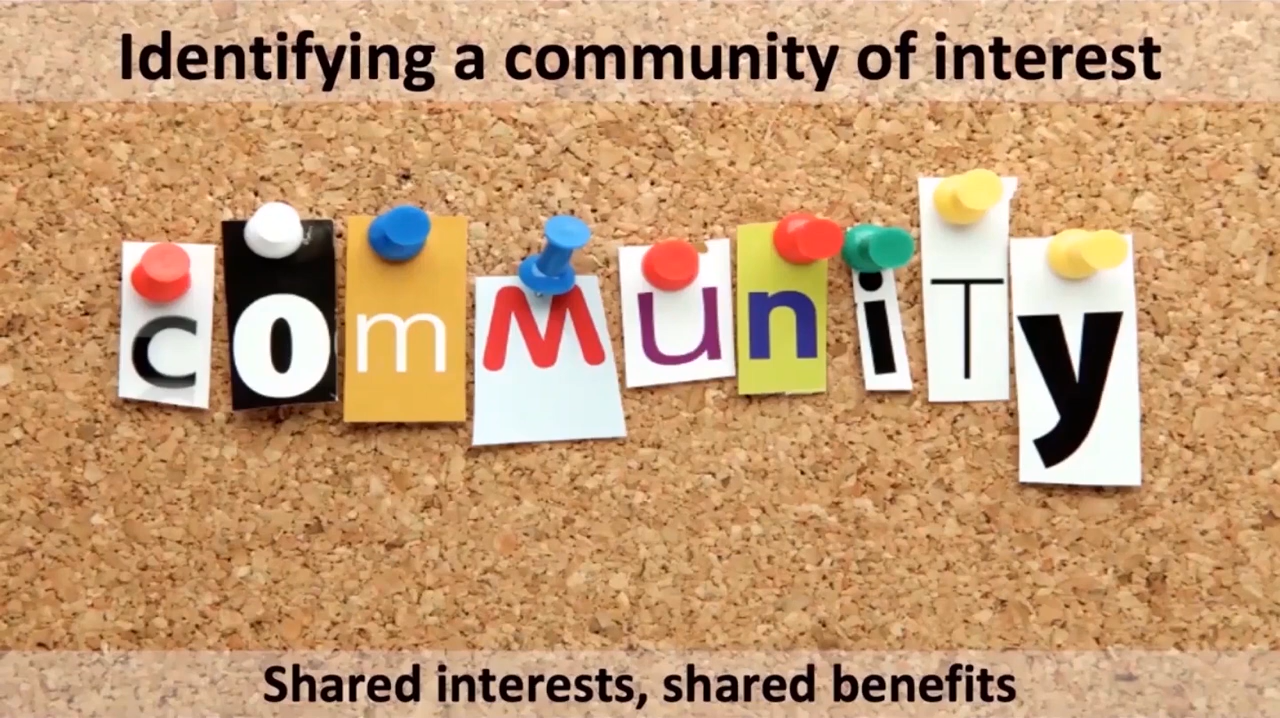 Identifying a community of interest
comMuniTy
Shared interests, shared benefits